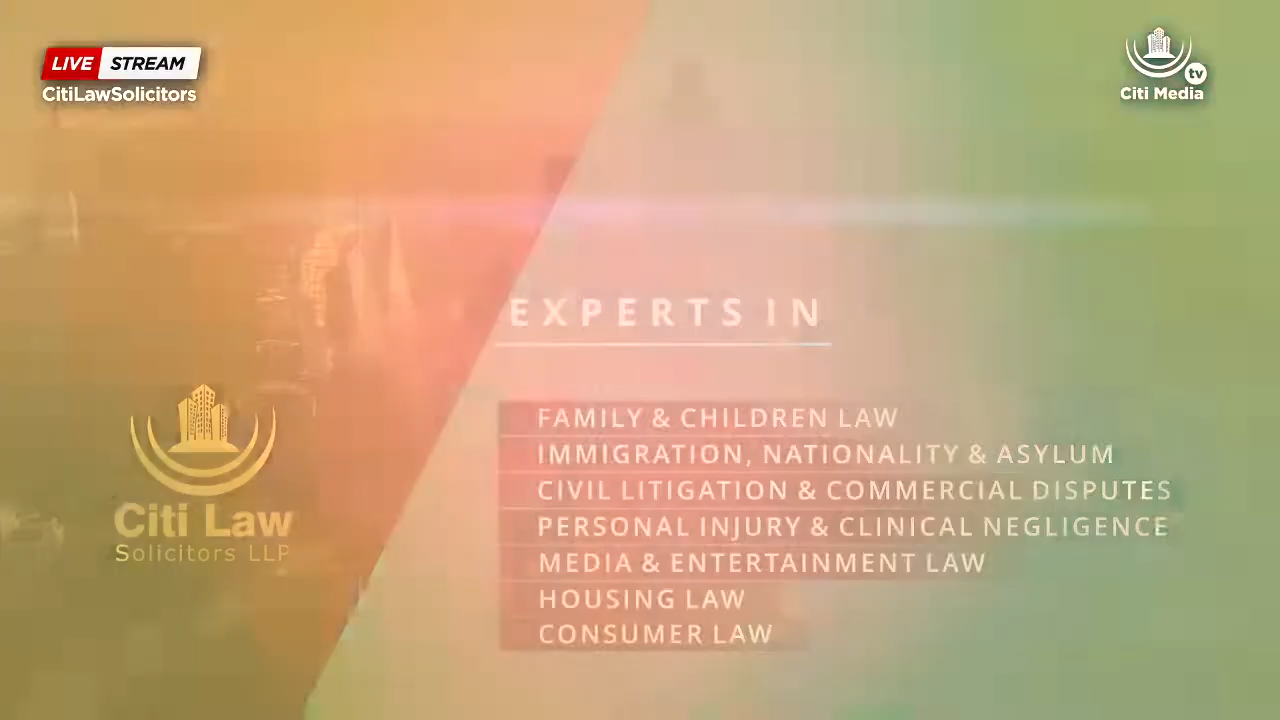 LIVE STREAM
CitiLawSolicitors
tv
Citi Media
EXPERTS IN
FAMILY & CHILDREN LAW
IMMIGRATION, NATIONALITY & ASYLUM
CIVIL LITIGATION & COMMERCIAL DISPUTES
PERSONAL INJURY & CLINICAL NEGLIGENCE
MEDIA & ENTERTAINMENT LAW
HOUSING LAW
CONSUMER LAW
Citi Law
Solicitors LLP